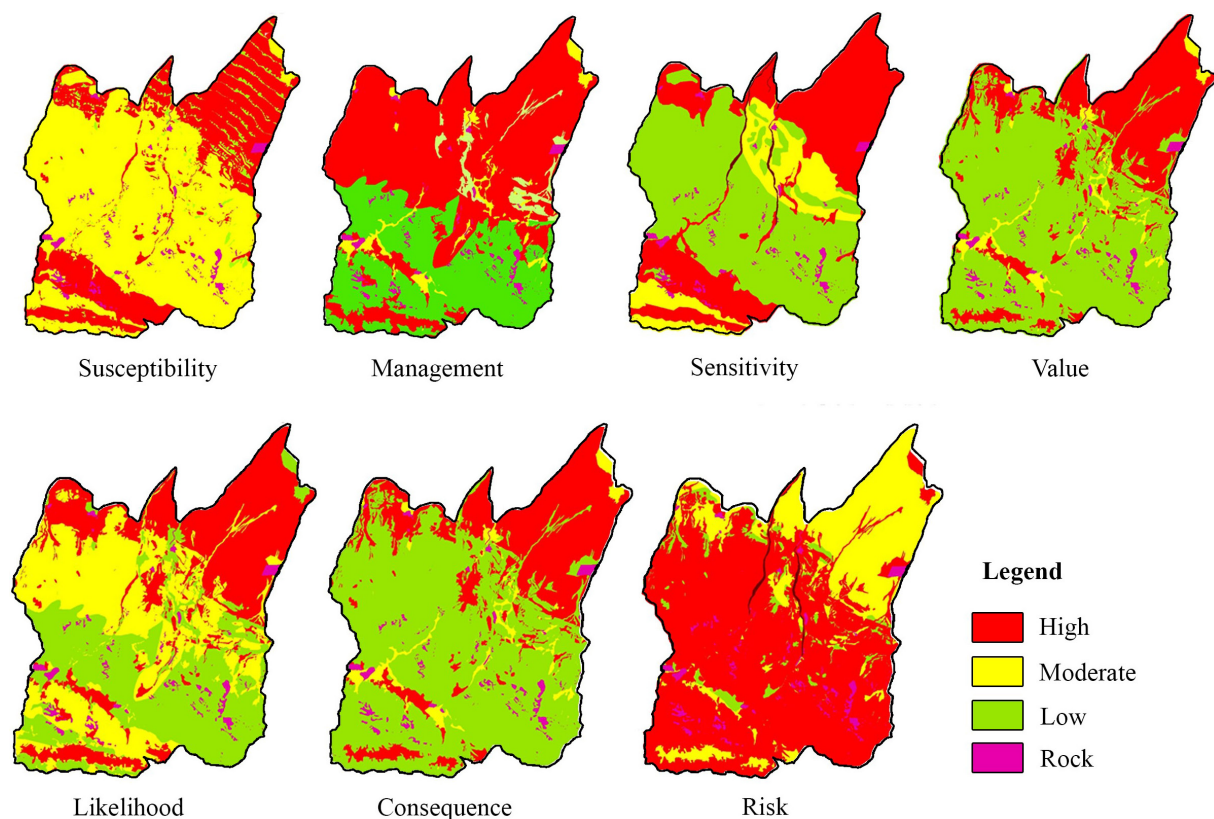 Susceptibility
Management
Sensitivity
Value
Likelihood
Consequence
Risk
Legend
High
Moderate
Low
Rock